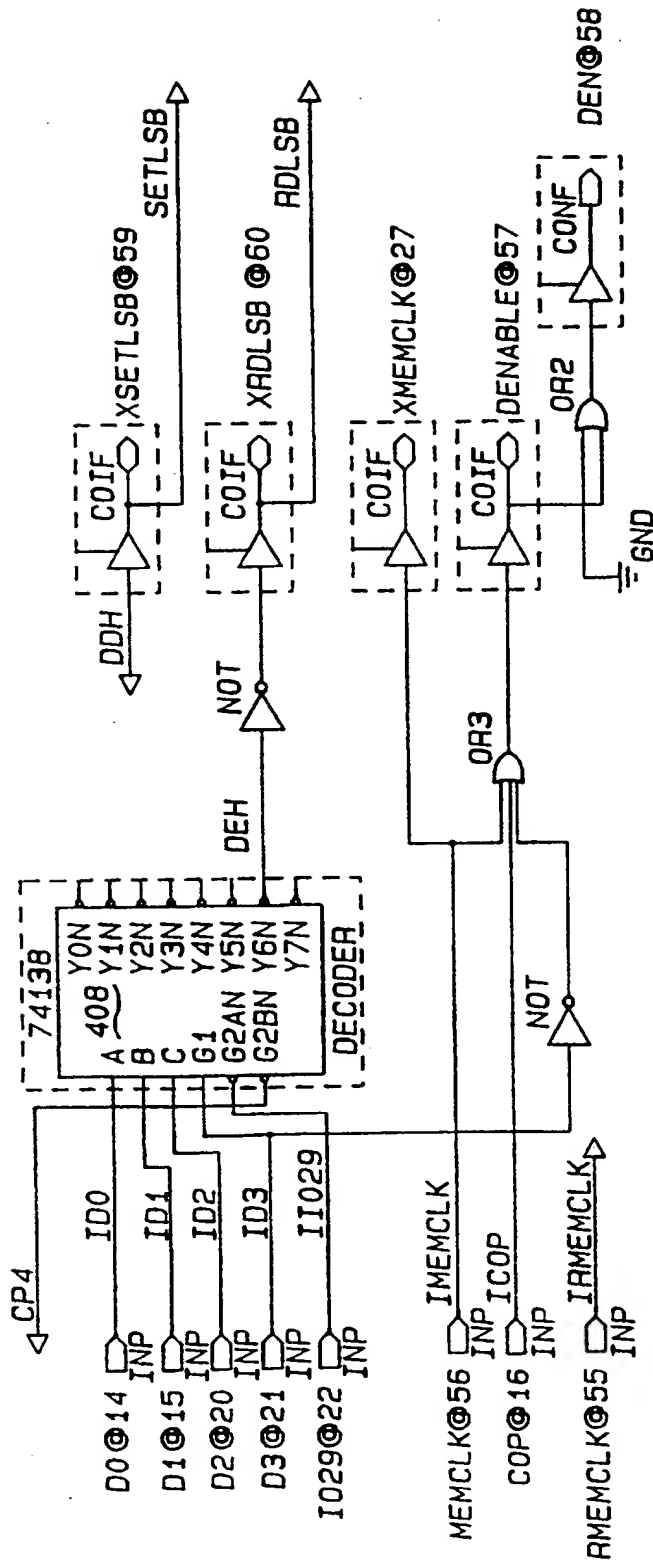 CP4
74138
408
A
B
C
G1
G2AN
G2BN
Y0N
Y1N
Y2N
Y3N
Y4N
Y5N
Y6N
Y7N
DECODER
D0@14
INP
ID0
D1@15
INP
ID1
D2@20
INP
ID2
D3@21
INP
ID3
IO29@22
INP
IIO29
DDH
COIF
XSETLSB@59
SETLSB
DEH
NOT
COIF
XRDLSB @60
RDLSB
MEMCLK@56
INP
IMEMCLK
COIF
XMEMCLK@27
COP@16
INP
ICOP
OR3
COIF
DENABLE@57
RMEMCLK@55
INP
IRMEMCLK
NOT
GND
OR2
CONF
DEN@58